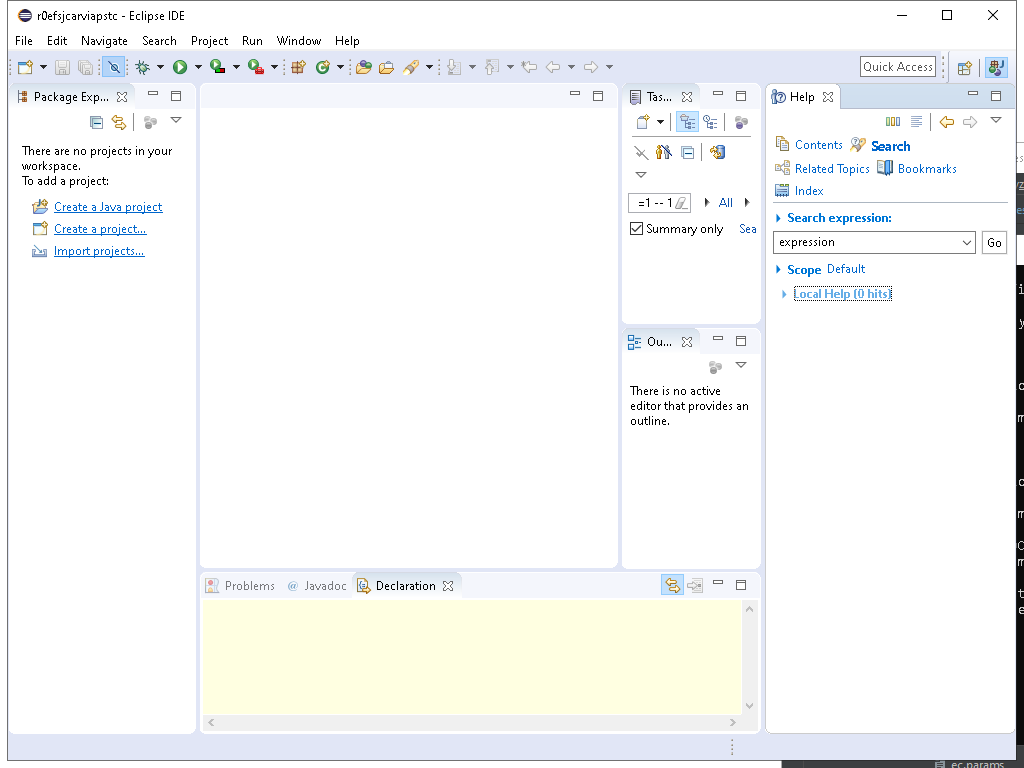 r0efsjcarviapstc - Eclipse IDE
File Edit Navigate Search Project Run Window Help
Quick Access
Package Exp...
There are no projects in your
workspace.
To add a project:
Create a Java project
Create a project...
Import projects...
Tas...
=1 -- 1
All
Summary only
Sea
Ou...
There is no active
editor that provides an
outline.
Problems
@ Javadoc
Declaration
Help
Contents
Search
Related Topics
Bookmarks
Index
Search expression:
expression
Go
Scope Default
Local Help (0 hits)
ec.params